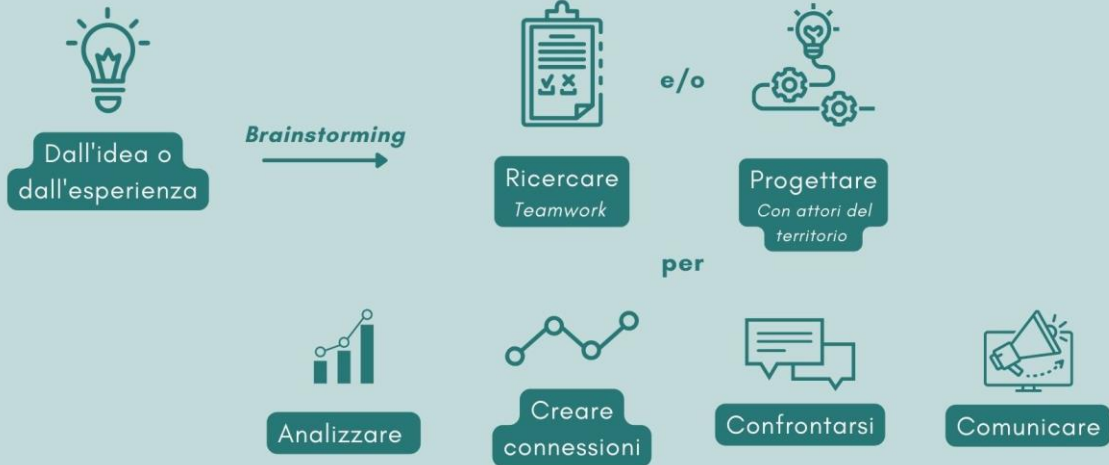 Dall'idea o
dall'esperienza
Brainstorming
Ricercare
Teamwork
e/o
Progettare
Con attori del
territorio
per
Analizzare
Creare
connessioni
Confrontarsi
Comunicare